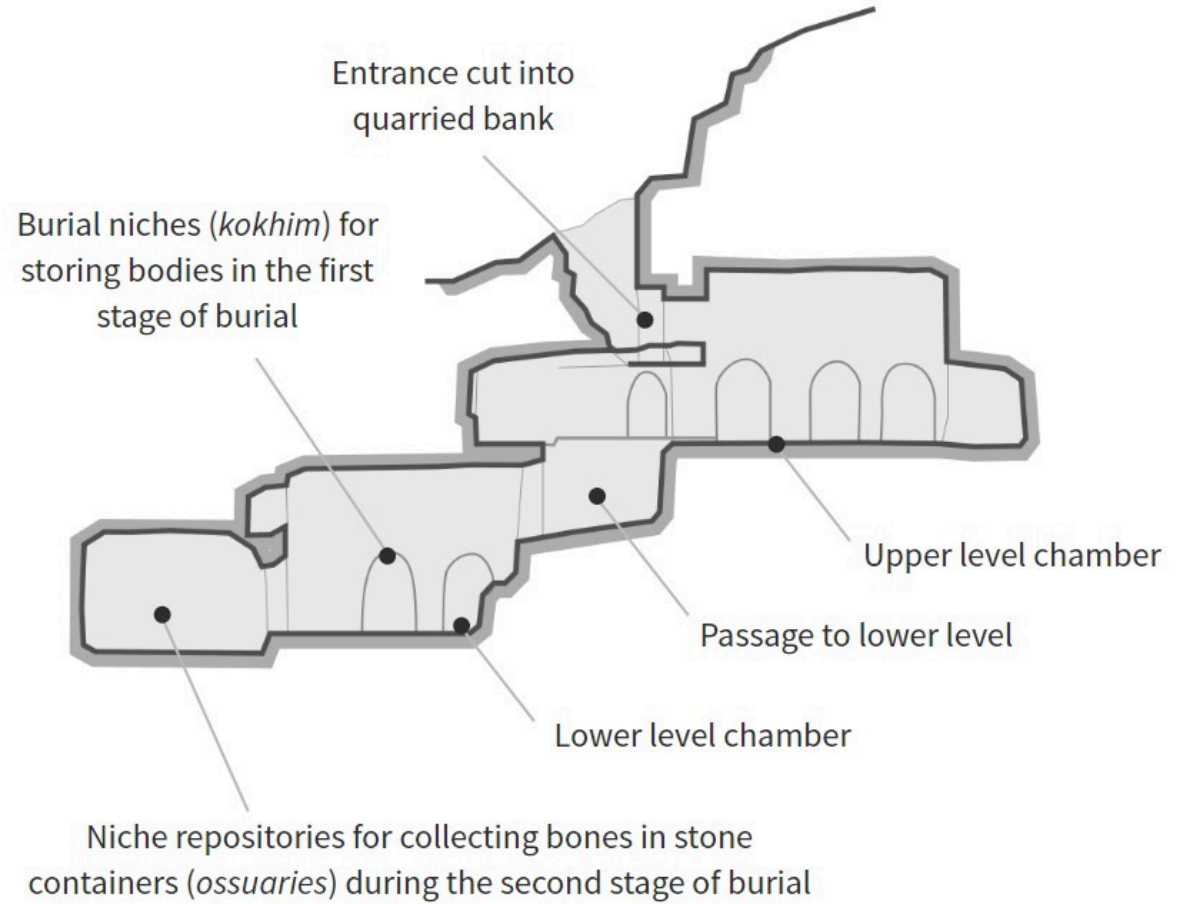 Entrance cut into
quarried bank
Burial niches (kokhim) for
storing bodies in the first
stage of burial
Upper level chamber
Passage to lower level
Lower level chamber
Niche repositories for collecting bones in stone
containers (ossuaries) during the second stage of burial